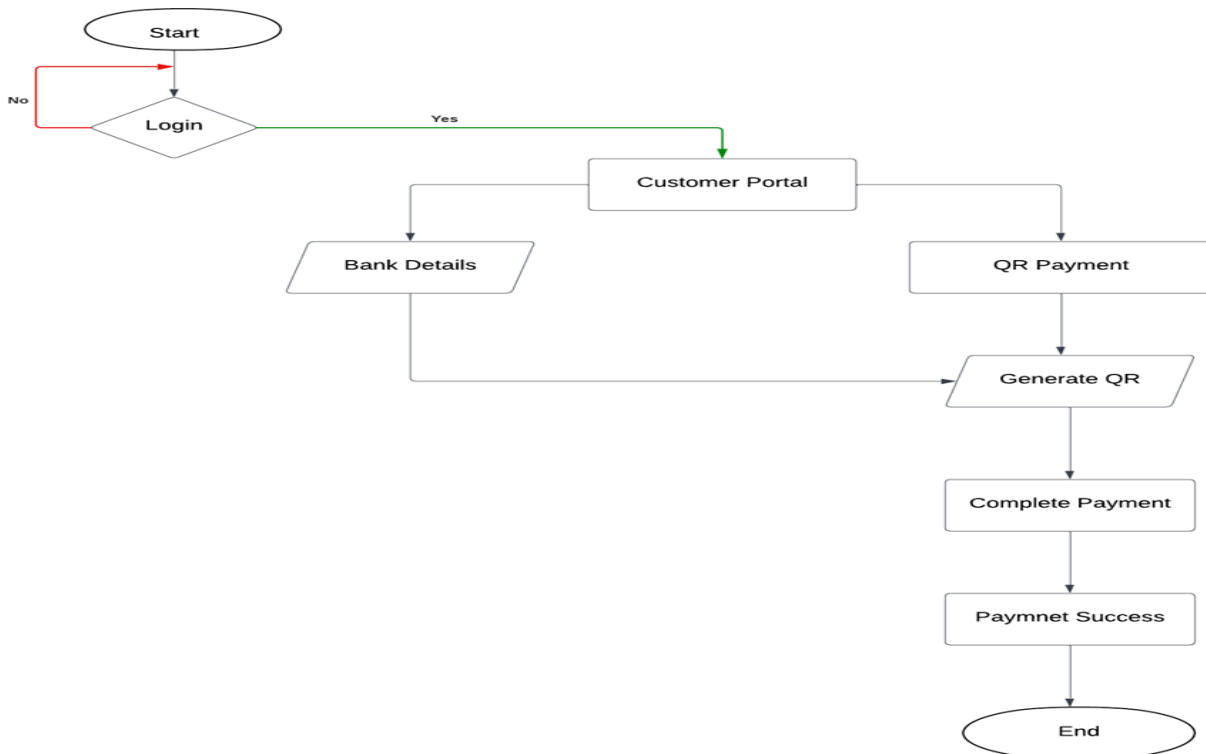 Start
No
Login
Yes
Customer Portal
Bank Details
QR Payment
Generate QR
Complete Payment
Paymnet Success
End